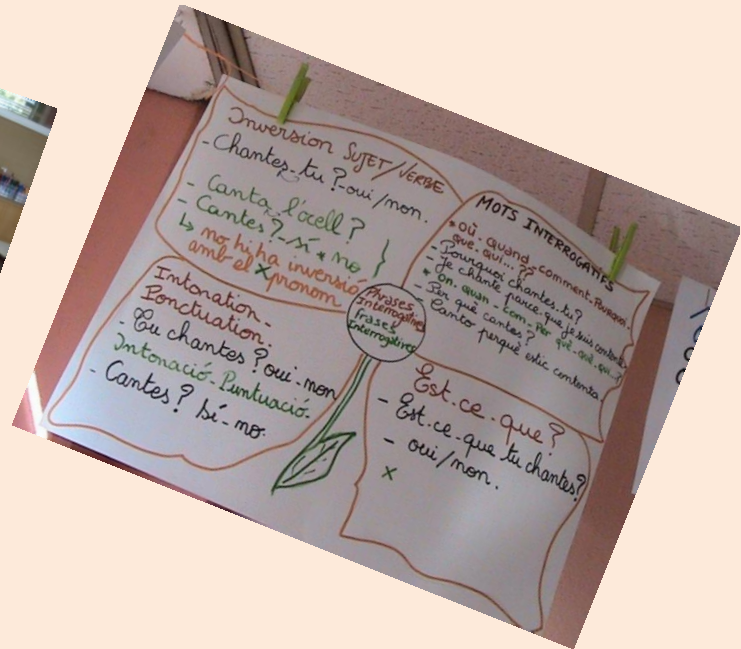 Inversion SUJET/VERBE
- Chantes-tu? - oui/non.
- Canta l'ocell?
- Cantes? - sí * no
↳ no hi ha inversió
amb el pronom
x
MOTS INTERROGATIFS
* où - quand - comment - Pourquoi -
que - qui...?
- Pourquoi chantes-tu?
- Je chante parce que je suis
* On - quan - com - Per què - què - qui...?
- Per què cantes?
- Canto perquè estic contenta.
Phrases
Interrogatives
frases
Interrogatives
Intonation -
Ponctuation.
- Tu chantes? oui - non
Intonació - Puntuació.
- Cantes? Sí - no.
Est-ce-que?
- Est-ce-que tu chantes?
- oui/non.
x